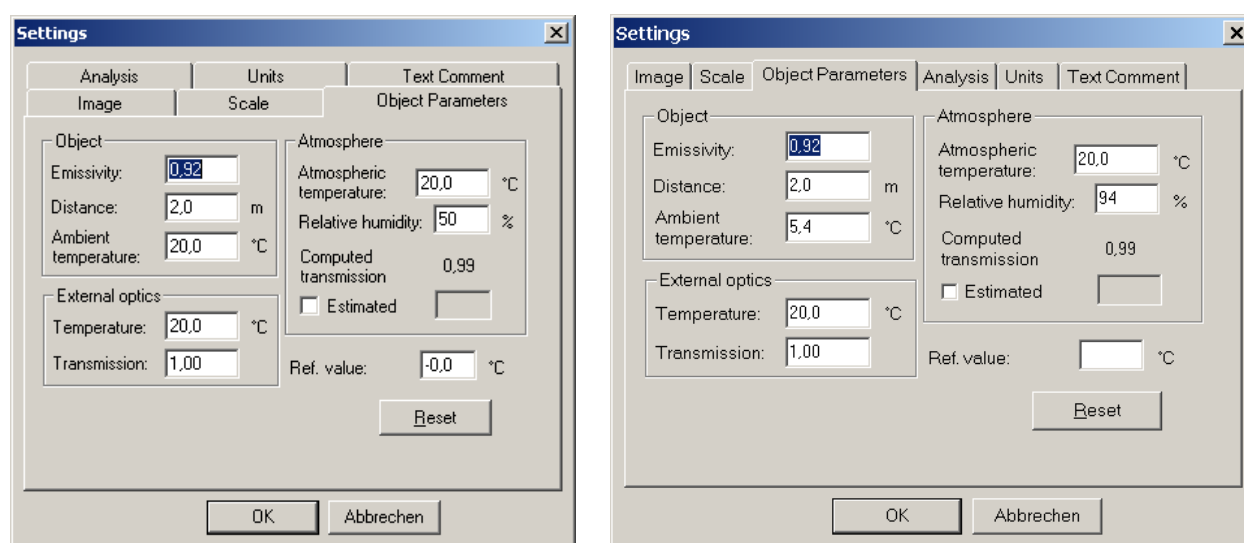 Settings
Analysis Units Text Comment
Image Scale Object Parameters
Object
Emissivity: 0,92
Distance: 2,0 m
Ambient
temperature: 20,0 °C
External optics
Temperature: 20,0 °C
Transmission: 1,00
Atmosphere
Atmospheric
temperature: 20,0 °C
Relative humidity: 50 %
Computed
transmission 0,99
Estimated
Ref. value: -0,0 °C
Reset
OK Abbrechen
Settings
Image Scale Object Parameters Analysis Units Text Comment
Object
Emissivity: 0,92
Distance: 2,0 m
Ambient
temperature: 5,4 °C
External optics
Temperature: 20,0 °C
Transmission: 1,00
Atmosphere
Atmospheric
temperature: 20,0 °C
Relative humidity: 94 %
Computed
transmission 0,99
Estimated
Ref. value: °C
Reset
OK Abbrechen